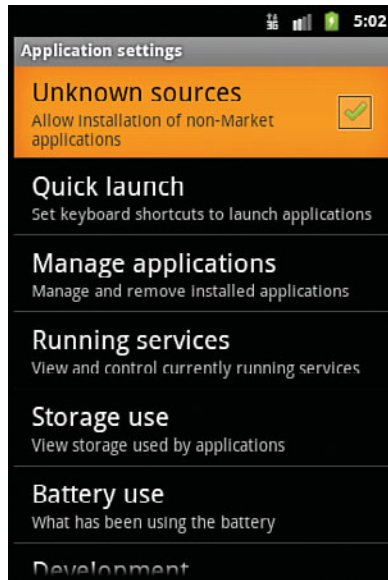 3G 5:02
Application settings
Unknown sources
Allow installation of non-Market
applications
Quick launch
Set keyboard shortcuts to launch applications
Manage applications
Manage and remove installed applications
Running services
View and control currently running services
Storage use
View storage used by applications
Battery use
What has been using the battery
Development